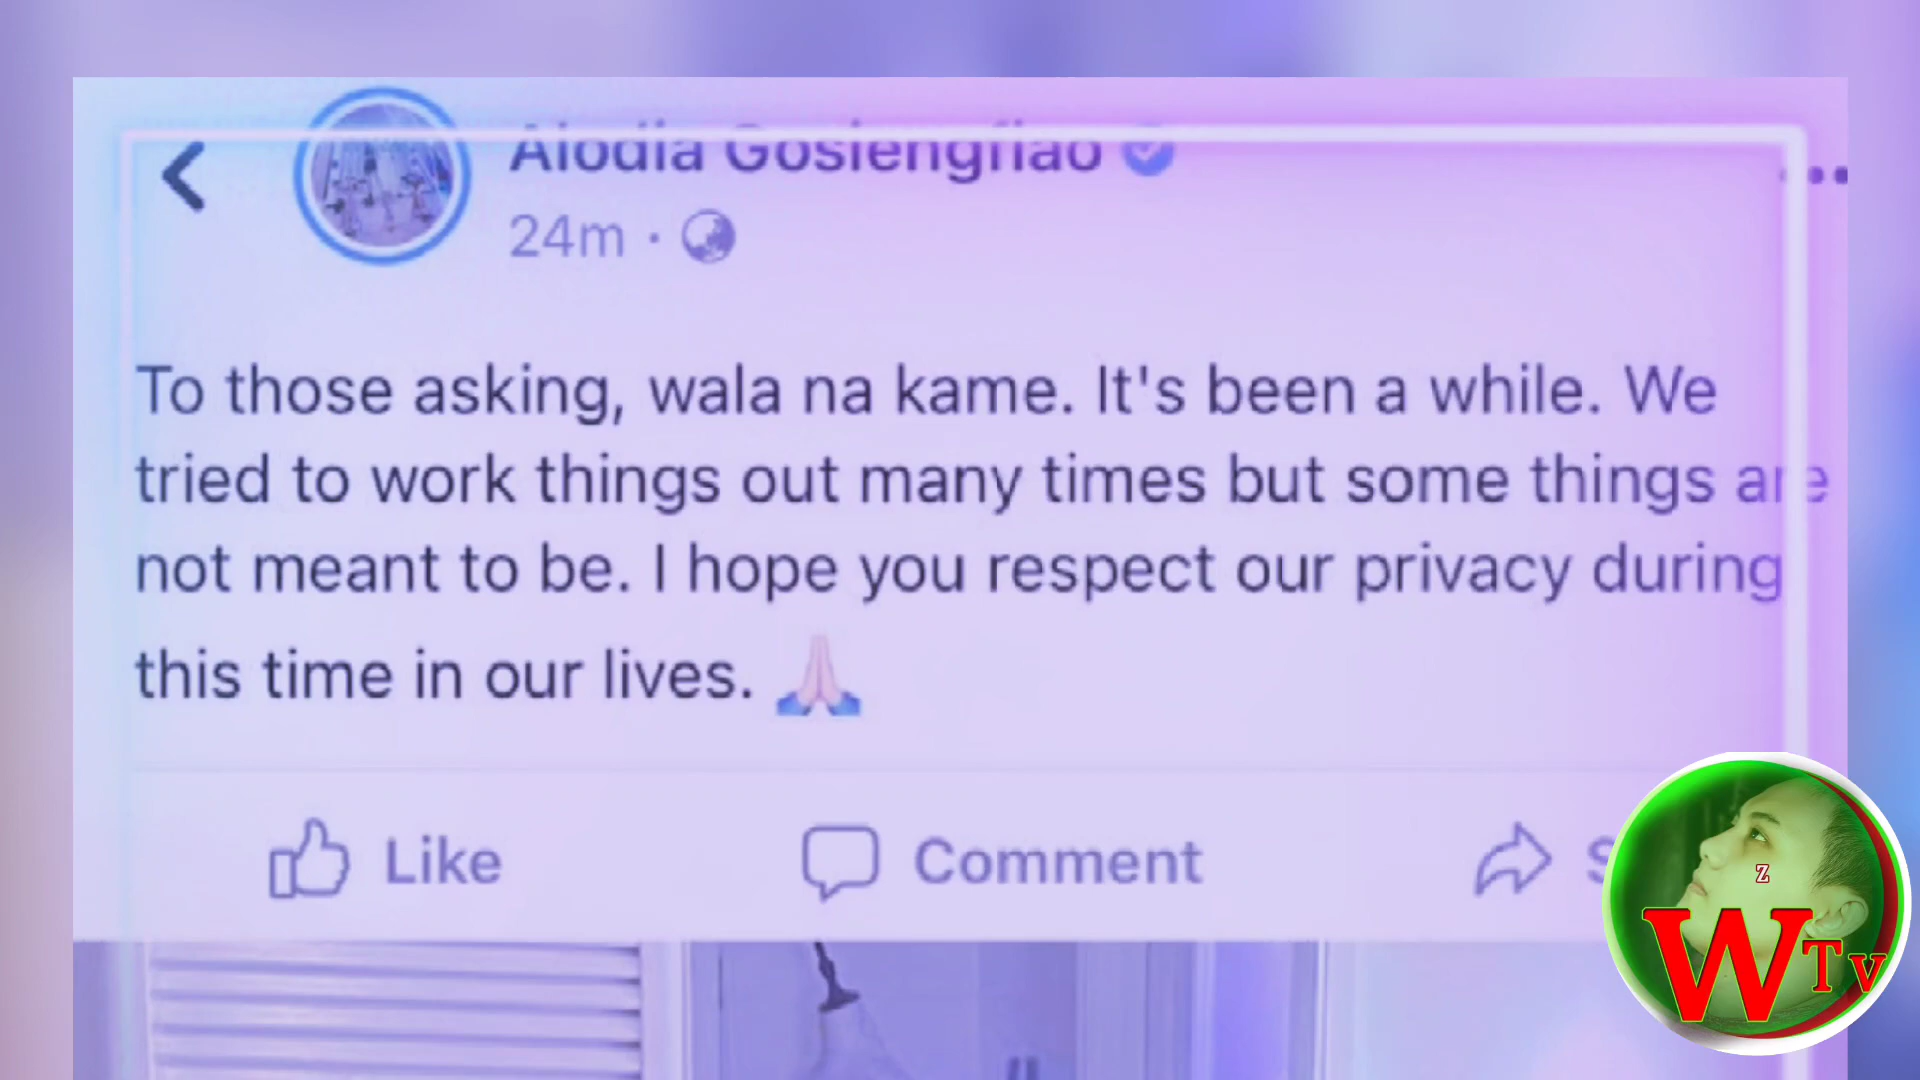 Alodia Gosiengfiao
24m ·
To those asking, wala na kame. It's been a while. We
tried to work things out many times but some things are
not meant to be. I hope you respect our privacy during
this time in our lives. 🙏🏻
Like Comment S
Z
W Tv